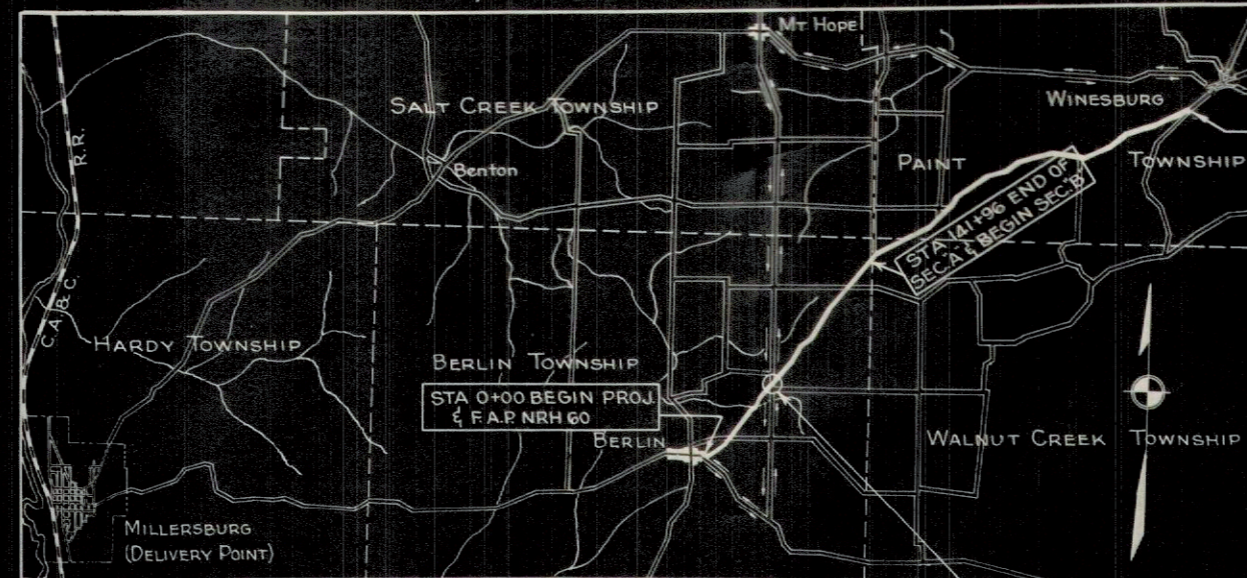 MT HOPE
SALT CREEK TOWNSHIP
WINESBURG
R.R.
Benton
PAINT TOWNSHIP
STA 141+96 END OF
SEC."A" & BEGIN SEC."B"
C. A. & C.
HARDY TOWNSHIP
BERLIN TOWNSHIP
STA 0+00 BEGIN PROJ.
& F.A.P. NRH 60
BERLIN
WALNUT CREEK TOWNSHIP
MILLERSBURG
(DELIVERY POINT)